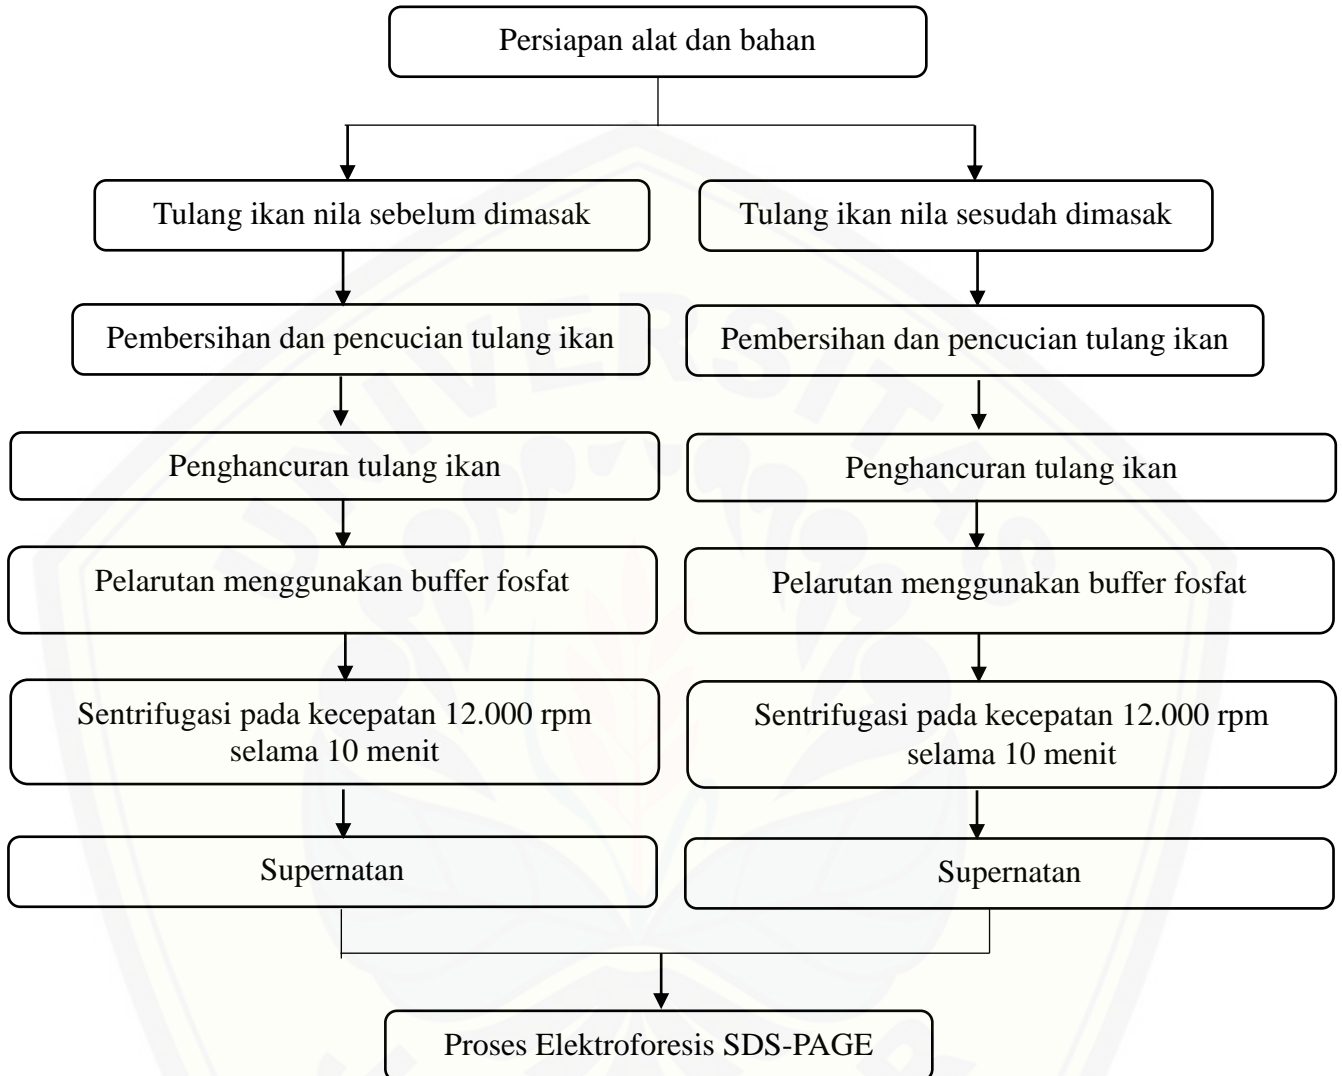 Persiapan alat dan bahan
Tulang ikan nila sebelum dimasak
Tulang ikan nila sesudah dimasak
Pembersihan dan pencucian tulang ikan
Pembersihan dan pencucian tulang ikan
Penghancuran tulang ikan
Penghancuran tulang ikan
Pelarutan menggunakan buffer fosfat
Pelarutan menggunakan buffer fosfat
Sentrifugasi pada kecepatan 12.000 rpm
selama 10 menit
Sentrifugasi pada kecepatan 12.000 rpm
selama 10 menit
Supernatan
Supernatan
Proses Elektroforesis SDS-PAGE
UNIVERSITAS